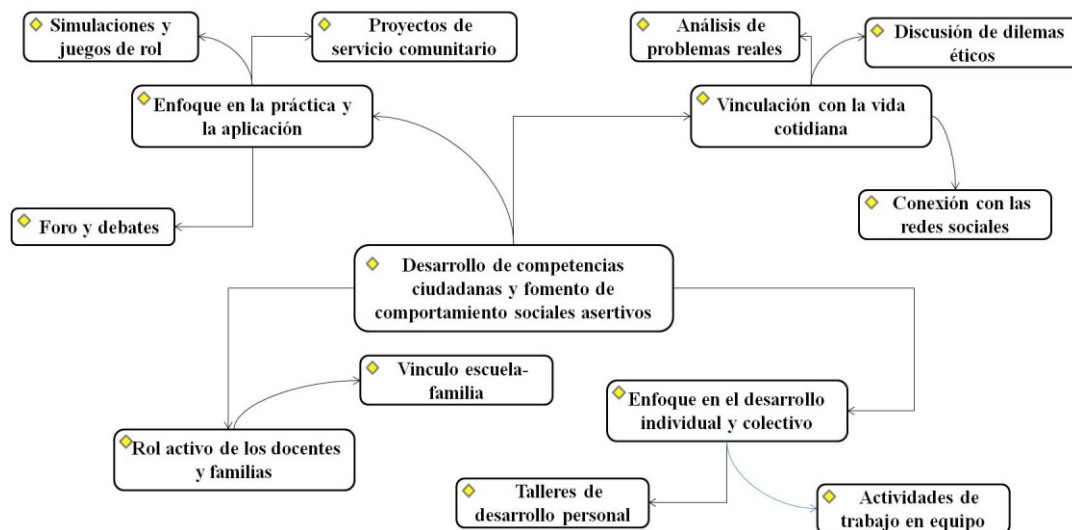 Simulaciones y
juegos de rol
Proyectos de
servicio comunitario
Análisis de
problemas reales
Discusión de dilemas
éticos
Enfoque en la práctica y
la aplicación
Vinculación con la vida
cotidiana
Foro y debates
Conexión con las
redes sociales
Desarrollo de competencias
ciudadanas y fomento de
comportamiento sociales asertivos
Vinculo escuela-
familia
Enfoque en el desarrollo
individual y colectivo
Rol activo de los docentes
y familias
Talleres de
desarrollo personal
Actividades de
trabajo en equipo